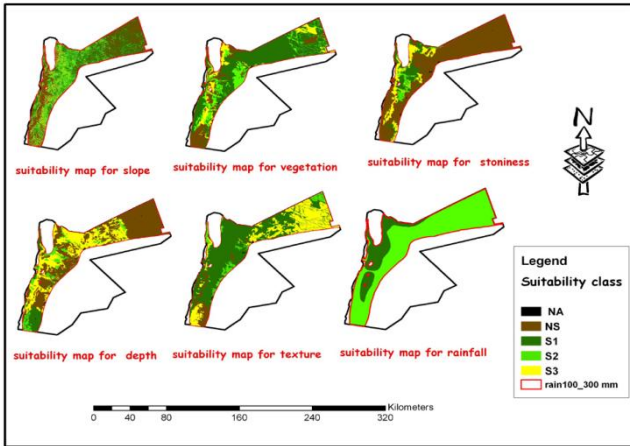 suitability map for slope
suitability map for vegetation
suitability map for stoniness
N
suitability map for depth
suitability map for texture
suitability map for rainfall
Legend
Suitability class
NA
NS
S1
S2
S3
rain100_300 mm
Kilometers
0 40 80 160 240 320